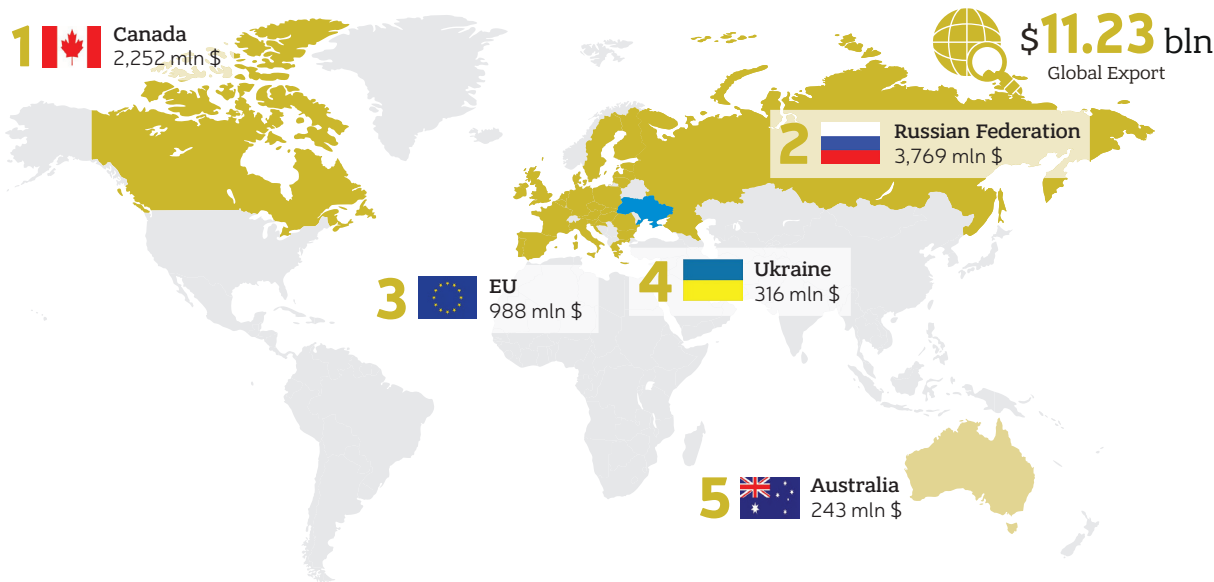 1
Canada
2,252 mln $
$11.23 bln
Global Export
2
Russian Federation
3,769 mln $
3
EU
988 mln $
4
Ukraine
316 mln $
5
Australia
243 mln $